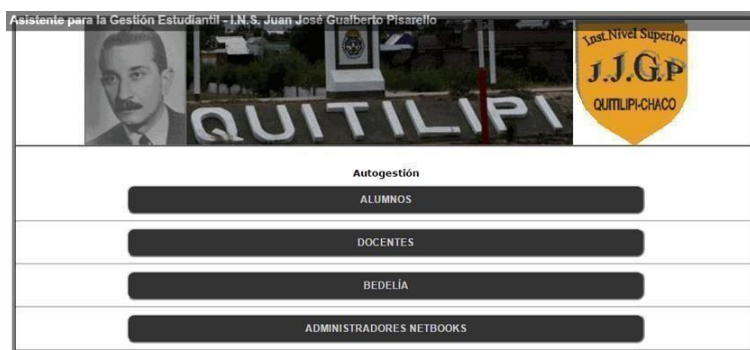 Asistente para la Gestión Estudiantil - I.N.S. Juan José Gualberto Pisarello
Inst.Nivel Superior
J.J.G.P
QUITILIPI-CHACO
QUITILIPI
Autogestión
ALUMNOS
DOCENTES
BEDELÍA
ADMINISTRADORES NETBOOKS